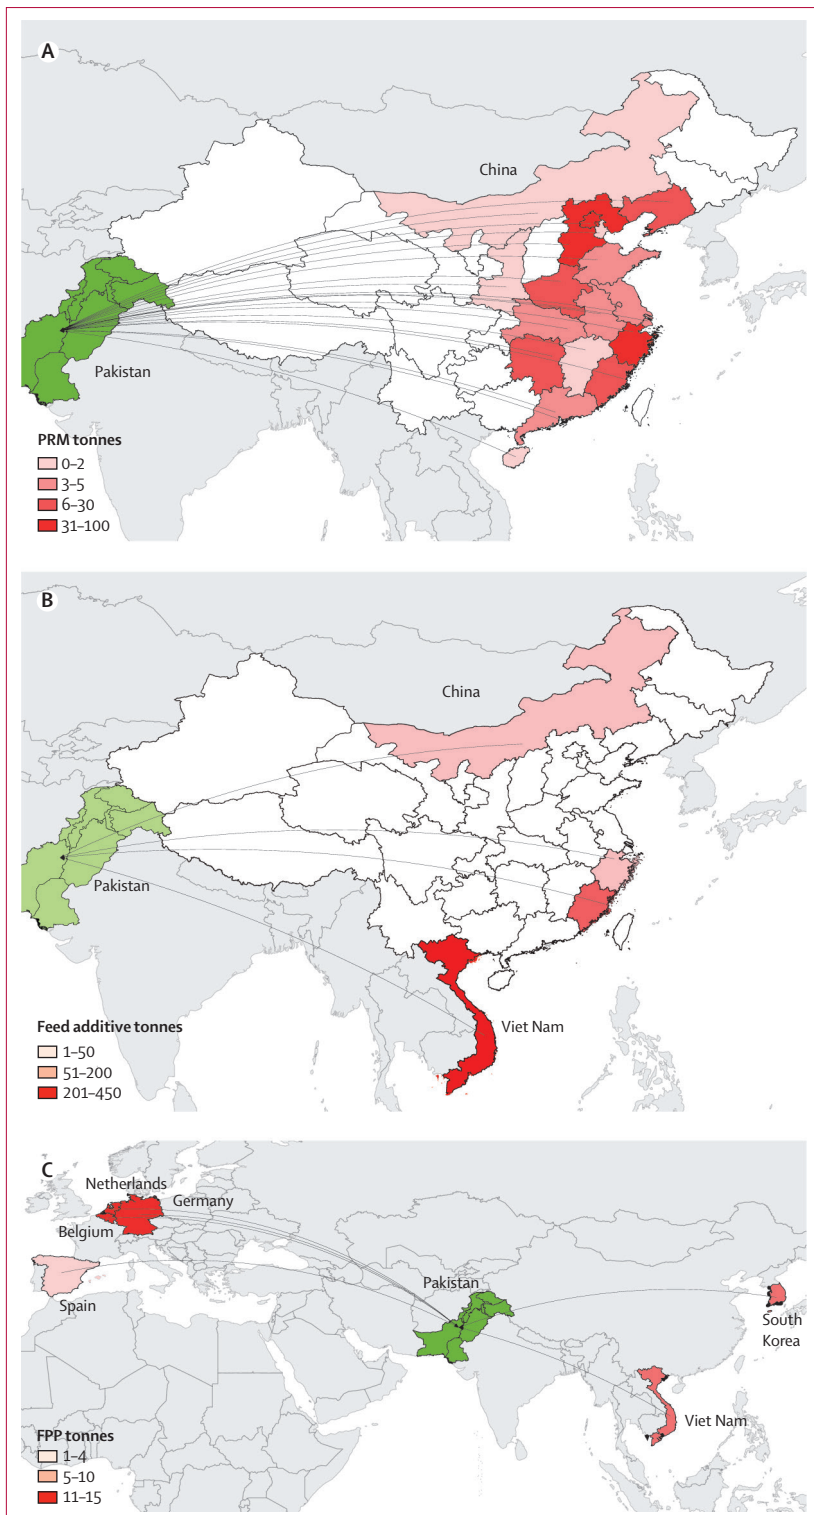 A
China
Pakistan
PRM tonnes
0–2
3–5
6–30
31–100
B
China
Pakistan
Viet Nam
Feed additive tonnes
1–50
51–200
201–450
C
Netherlands
Germany
Belgium
Spain
Pakistan
South
Korea
Viet Nam
FPP tonnes
1–4
5–10
11–15